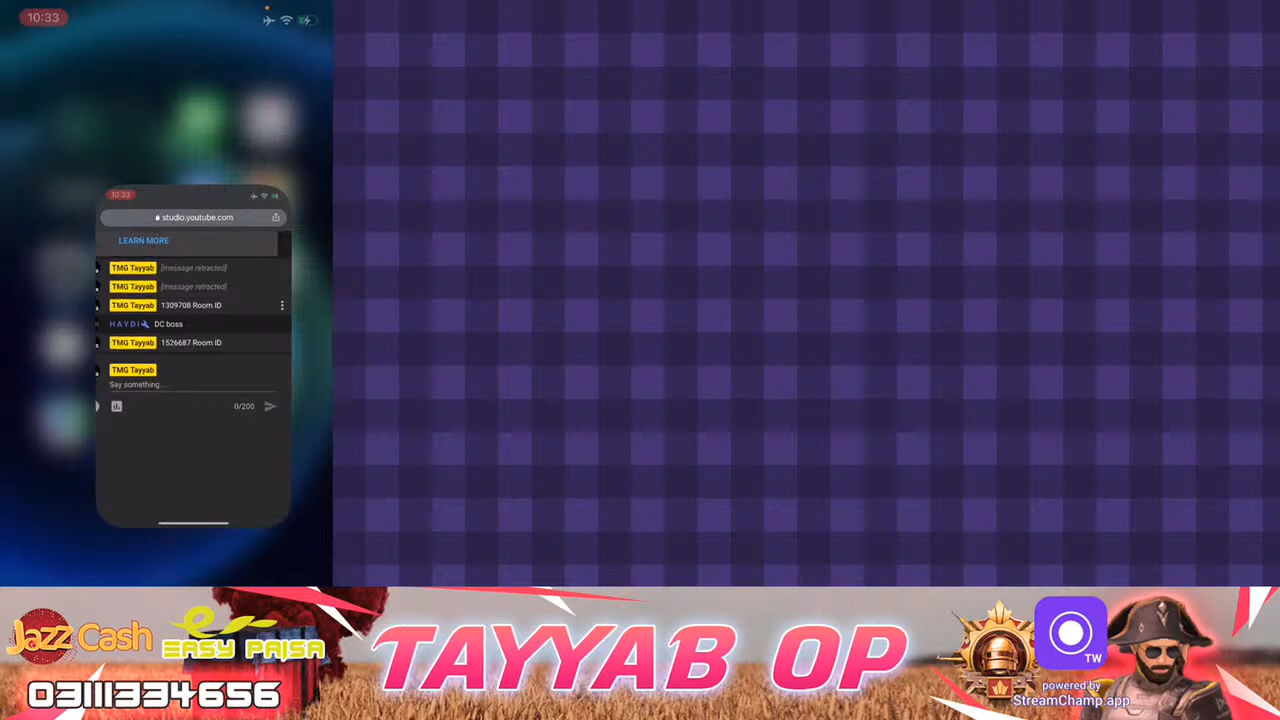 10:33
10:33
studio.youtube.com
LEARN MORE
TMG Tayyab [message retracted]
TMG Tayyab [message retracted]
TMG Tayyab 1309708 Room ID
HAYDI DC boss
TMG Tayyab 1526687 Room ID
TMG Tayyab
Say something...
0/200
JazzCash
EASY PAISA
03111334656
TAYYAB OP
TW
powered by
StreamChamp.app